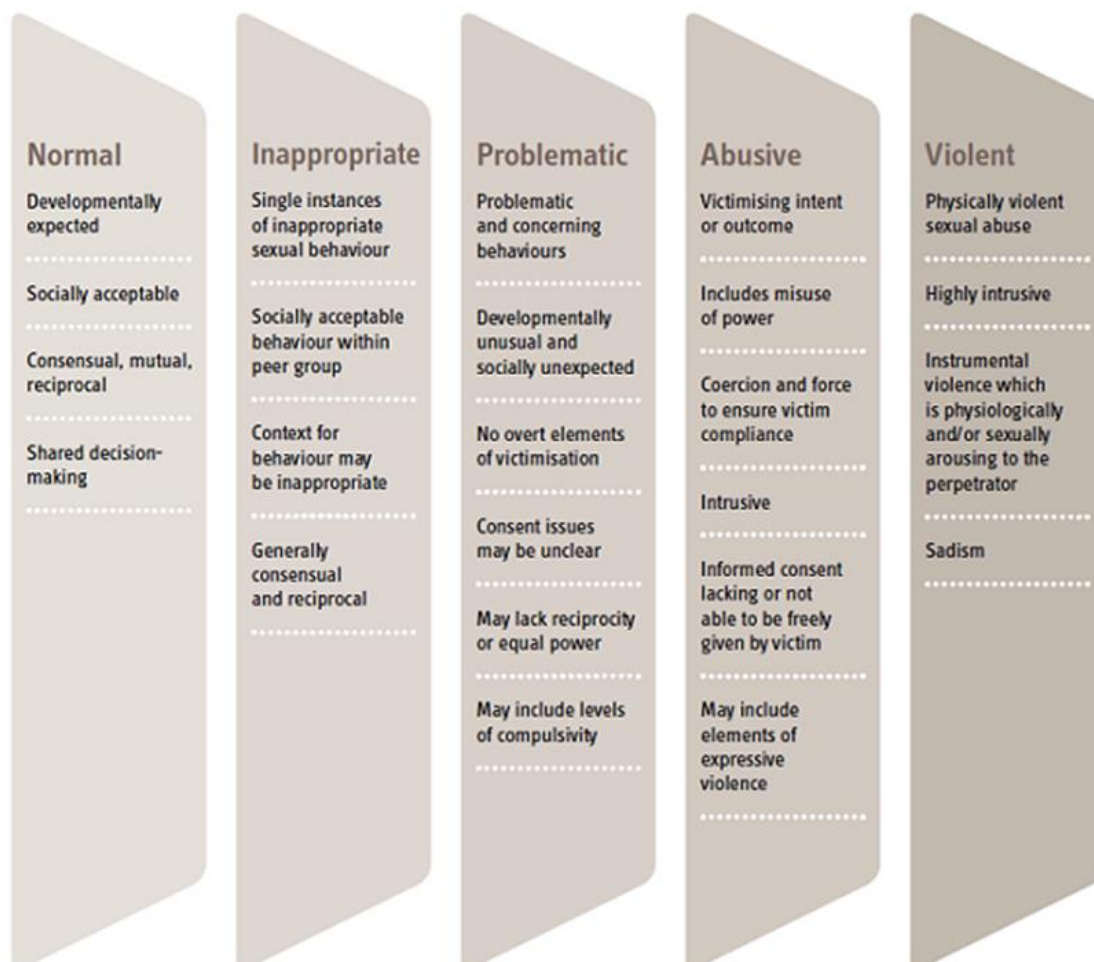 Normal
Developmentally
expected
Socially acceptable
Consensual, mutual,
reciprocal
Shared decision-
making
Inappropriate
Single instances
of inappropriate
sexual behaviour
Socially acceptable
behaviour within
peer group
Context for
behaviour may
be inappropriate
Generally
consensual
and reciprocal
Problematic
Problematic
and concerning
behaviours
Developmentally
unusual and
socially unexpected
No overt elements
of victimisation
Consent issues
may be unclear
May lack reciprocity
or equal power
May include levels
of compulsivity
Abusive
Victimising intent
or outcome
Includes misuse
of power
Coercion and force
to ensure victim
compliance
Intrusive
Informed consent
lacking or not
able to be freely
given by victim
May include
elements of
expressive
violence
Violent
Physically violent
sexual abuse
Highly intrusive
Instrumental
violence which
is physiologically
and/or sexually
arousing to the
perpetrator
Sadism